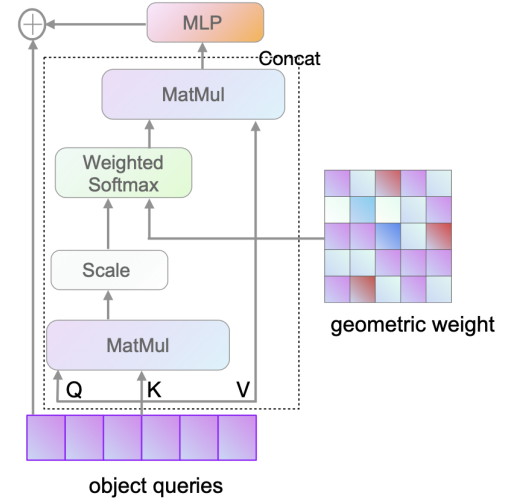 MLP
Concat
MatMul
Weighted
Softmax
Scale
geometric weight
MatMul
Q
K
V
object queries